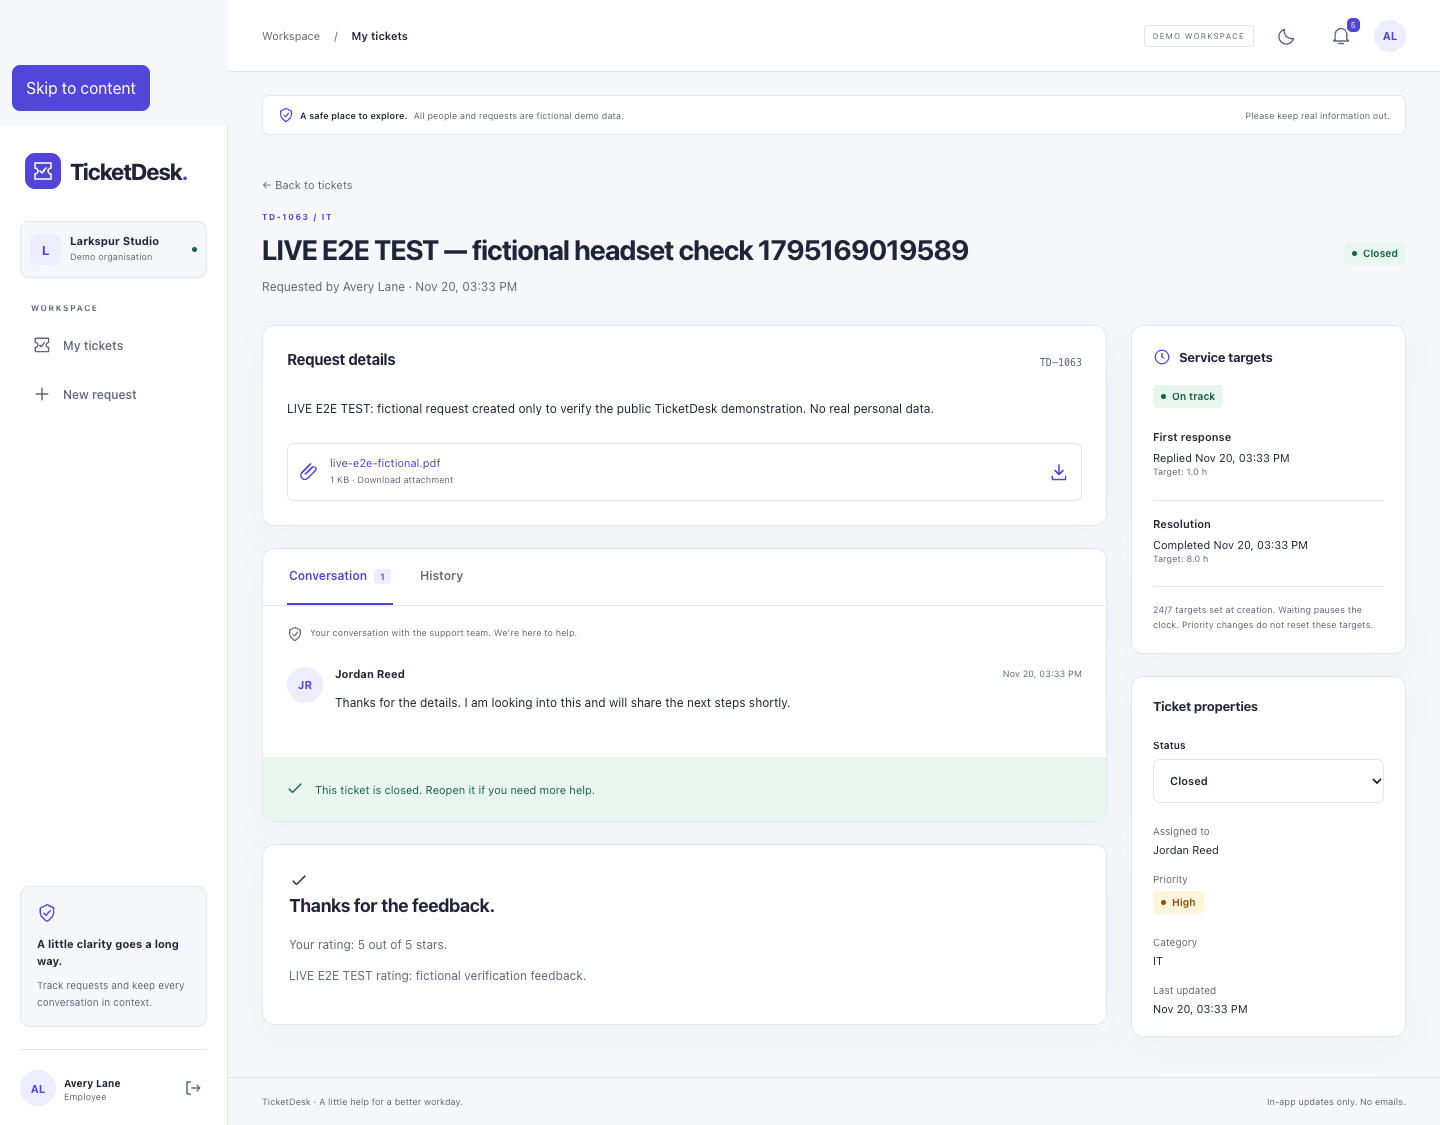 Skip to content
TicketDesk.
L
Larkspur Studio
Demo organisation
WORKSPACE
My tickets
New request
A little clarity goes a long
way.
Track requests and keep every
conversation in context.
AL
Avery Lane
Employee
Workspace / My tickets
DEMO WORKSPACE
5
AL
A safe place to explore. All people and requests are fictional demo data.
Please keep real information out.
← Back to tickets
TD-1063 / IT
LIVE E2E TEST — fictional headset check 1795169019589
Closed
Requested by Avery Lane · Nov 20, 03:33 PM
Request details
TD-1063
LIVE E2E TEST: fictional request created only to verify the public TicketDesk demonstration. No real personal data.
live-e2e-fictional.pdf
1 KB · Download attachment
Conversation 1
History
Your conversation with the support team. We're here to help.
JR
Jordan Reed
Nov 20, 03:33 PM
Thanks for the details. I am looking into this and will share the next steps shortly.
This ticket is closed. Reopen it if you need more help.
Thanks for the feedback.
Your rating: 5 out of 5 stars.
LIVE E2E TEST rating: fictional verification feedback.
Service targets
On track
First response
Replied Nov 20, 03:33 PM
Target: 1.0 h
Resolution
Completed Nov 20, 03:33 PM
Target: 8.0 h
24/7 targets set at creation. Waiting pauses the
clock. Priority changes do not reset these targets.
Ticket properties
Status
Closed
Assigned to
Jordan Reed
Priority
High
Category
IT
Last updated
Nov 20, 03:33 PM
TicketDesk · A little help for a better workday.
In-app updates only. No emails.